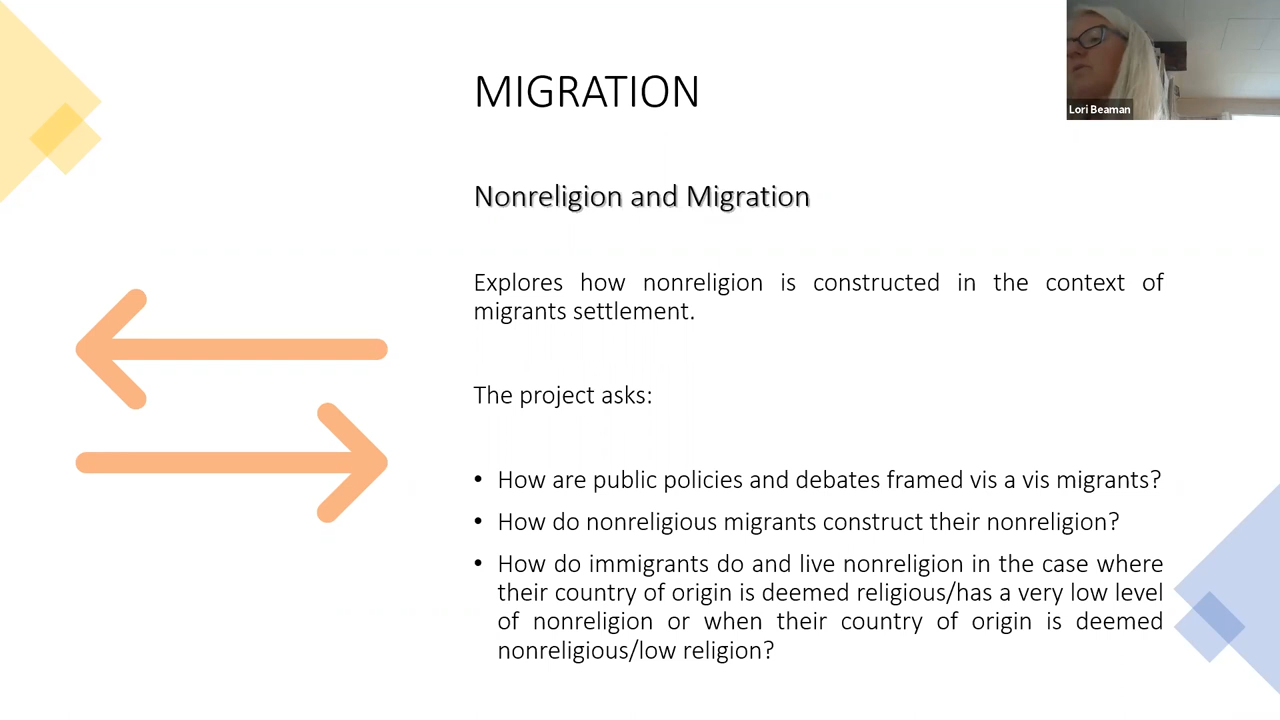 MIGRATION
Lori Beaman
Nonreligion and Migration
Explores how nonreligion is constructed in the context of
migrants settlement.
The project asks:
• How are public policies and debates framed vis a vis migrants?
• How do nonreligious migrants construct their nonreligion?
• How do immigrants do and live nonreligion in the case where
their country of origin is deemed religious/has a very low level
of nonreligion or when their country of origin is deemed
nonreligious/low religion?